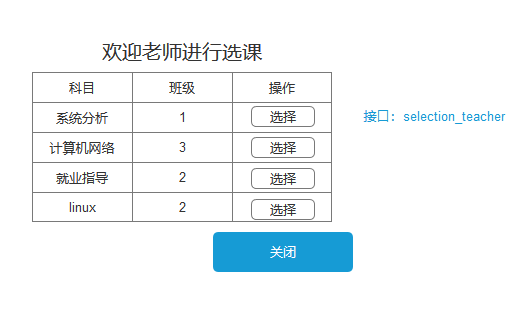 欢迎老师进行选课
科目 班级 操作
系统分析 1 选择
接口：selection_teacher
计算机网络 3 选择
就业指导 2 选择
linux 2 选择
关闭